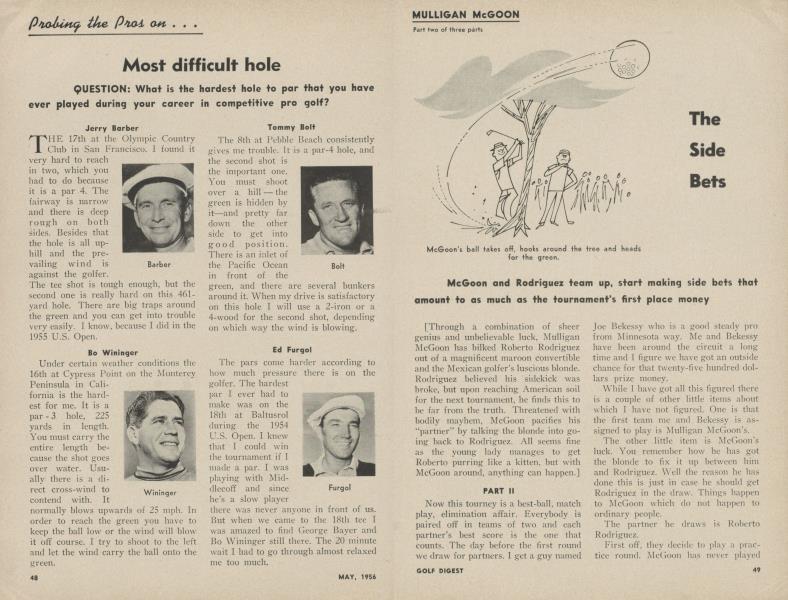 Probing the Pros on . . .
Most difficult hole
QUESTION: What is the hardest hole to par that you have
ever played during your career in competitive pro golf?
Jerry Barber
THE 17th at the Olympic Country
Club in San Francisco. I found it
very hard to reach
in two, which you
had to do because
it is a par 4. The
fairway is narrow
and there is deep
rough on both
sides. Besides that
the hole is all up-
hill and the pre-
vailing wind is
against the golfer.
The tee shot is tough enough, but the
second one is really hard on this 461-
yard hole. There are big traps around
the green and you can get into trouble
very easily. I know, because I did in the
1955 U.S. Open.
Barber
Bo Wininger
Under certain weather conditions the
16th at Cypress Point on the Monterey
Peninsula in Cali-
fornia is the hard-
est for me. It is a
par-3 hole, 225
yards in length.
You must carry the
entire length be-
cause the shot goes
over water. Usu-
ally there is a di-
rect cross-wind to
contend with. It
normally blows upwards of 25 mph. In
order to reach the green you have to
keep the ball low or the wind will blow
it off course. I try to shoot to the left
and let the wind carry the ball onto the
green.
Wininger
Tommy Bolt
The 8th at Pebble Beach consistently
gives me trouble. It is a par-4 hole, and
the second shot is
the important one.
You must shoot
over a hill—the
green is hidden by
it—and pretty far
down the other
side to get into
good position.
There is an inlet of
the Pacific Ocean
in front of the
green, and there are several bunkers
around it. When my drive is satisfactory
on this hole I will use a 2-iron or a
4-wood for the second shot, depending
on which way the wind is blowing.
Bolt
Ed Furgol
The pars come harder according to
how much pressure there is on the
golfer. The hardest
par I ever had to
make was on the
18th at Baltusrol
during the 1954
U.S. Open. I knew
that I could win
the tournament if I
made a par. I was
playing with Mid-
dlecoff and since
he's a slow player
there was never anyone in front of us.
But when we came to the 18th tee I
was amazed to find George Bayer and
Bo Wininger still there. The 20 minute
wait I had to go through almost relaxed
me too much.
Furgol
48
MAY, 1956
MULLIGAN McGOON
Part two of three parts
The
Side
Bets
McGoon's ball takes off, hooks around the tree and heads
for the green.
McGoon and Rodriguez team up, start making side bets that
amount to as much as the tournament's first place money
[Through a combination of sheer
genius and unbelievable luck, Mulligan
McGoon has bilked Roberto Rodriguez
out of a magnificent maroon convertible
and the Mexican golfer's luscious blonde.
Rodriguez believed his sidekick was
broke, but upon reaching American soil
for the next tournament, he finds this to
be far from the truth. Threatened with
bodily mayhem, McGoon pacifies his
"partner" by talking the blonde into go-
ing back to Rodriguez. All seems fine
as the young lady manages to get
Roberto purring like a kitten, but with
McGoon around, anything can happen.]
PART II
Now this tourney is a best-ball, match
play, elimination affair. Everybody is
paired off in teams of two and each
partner's best score is the one that
counts. The day before the first round
we draw for partners. I get a guy named
Joe Bekessy who is a good steady pro
from Minnesota way. Me and Bekessy
have been around the circuit a long
time and I figure we have got an outside
chance for that twenty-five hundred dol-
lars prize money.
While I have got all this figured there
is a couple of other little items about
which I have not figured. One is that
the first team me and Bekessy is as-
signed to play is Mulligan McGoon's.
The other little item is McGoon's
luck. You remember how he has got
the blonde to fix it up between him
and Rodriguez. Well the reason he has
done this is just in case he should get
Rodriguez in the draw. Things happen
to McGoon which do not happen to
ordinary people.
The partner he draws is Roberto
Rodriguez.
First off, they decide to play a prac-
tice round. McGoon has never played
GOLF DIGEST
49